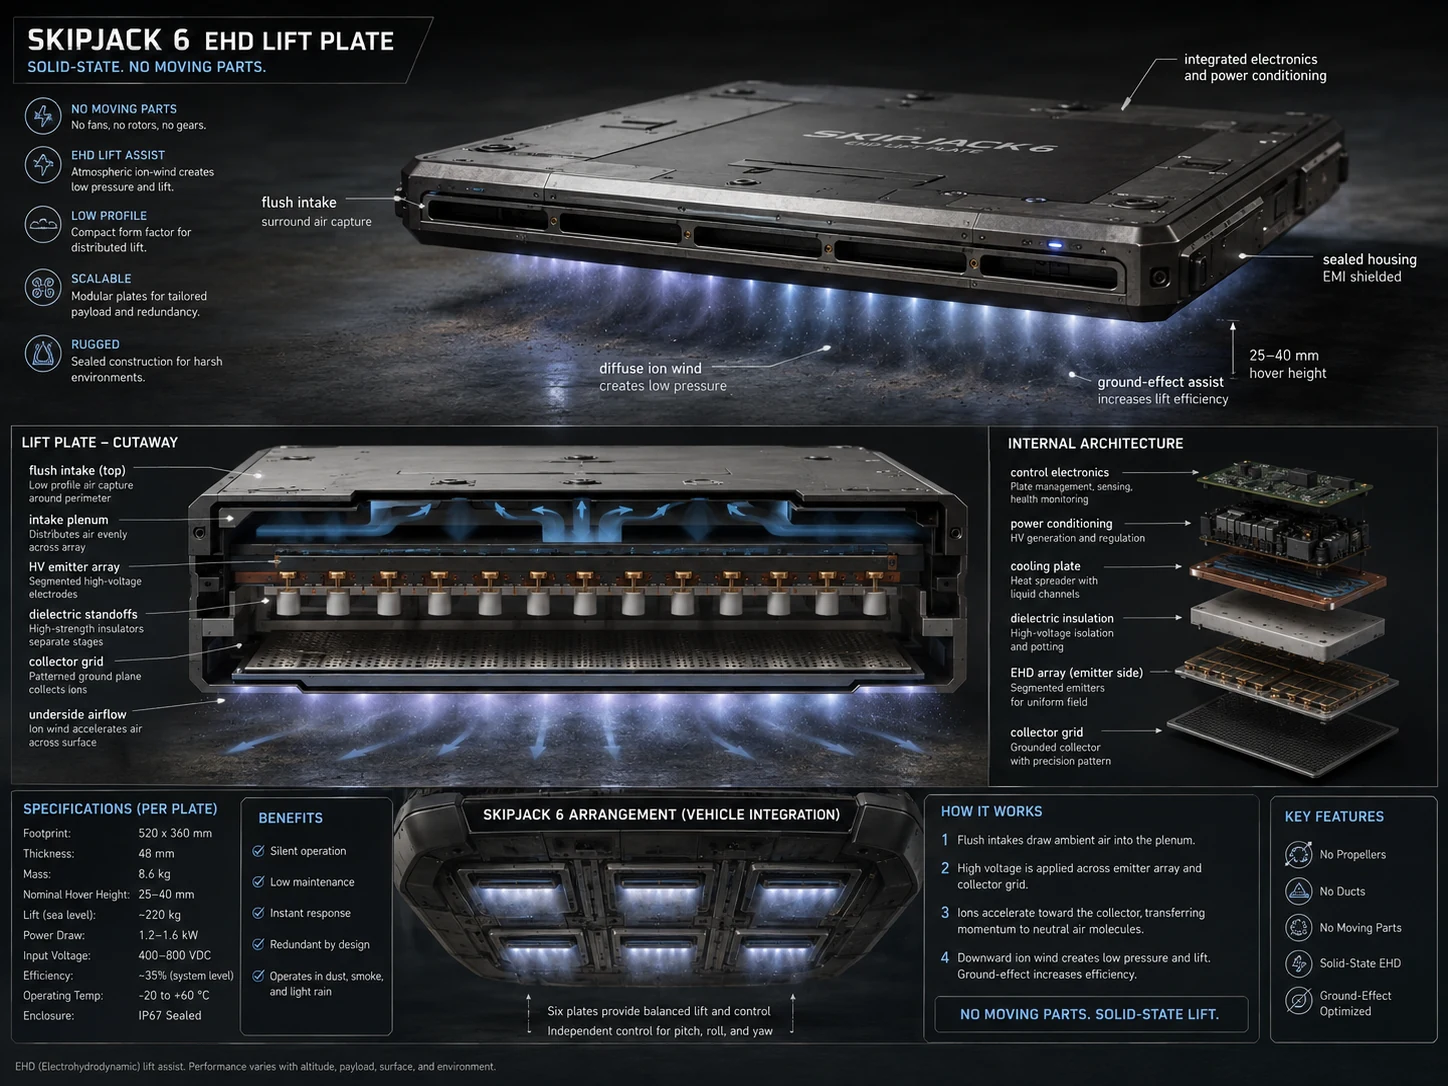 SKIPJACK 6 EHD LIFT PLATE
SOLID-STATE. NO MOVING PARTS.
NO MOVING PARTS
No fans, no rotors, no gears.
EHD LIFT ASSIST
Atmospheric ion-wind creates
low pressure and lift.
LOW PROFILE
Compact form factor for
distributed lift.
SCALABLE
Modular plates for tailored
payload and redundancy.
RUGGED
Sealed construction for harsh
environments.
integrated electronics
and power conditioning
SKIPJACK 6
EHD LIFT PLATE
flush intake
surround air capture
sealed housing
EMI shielded
diffuse ion wind
creates low pressure
25–40 mm
hover height
ground-effect assist
increases lift efficiency
LIFT PLATE – CUTAWAY
flush intake (top)
Low profile air capture
around perimeter
intake plenum
Distributes air evenly
across array
HV emitter array
Segmented high-voltage
electrodes
dielectric standoffs
High-strength insulators
separate stages
collector grid
Patterned ground plane
collects ions
underside airflow
Ion wind accelerates air
across surface
INTERNAL ARCHITECTURE
control electronics
Plate management, sensing,
health monitoring
power conditioning
HV generation and regulation
cooling plate
Heat spreader with
liquid channels
dielectric insulation
High-voltage isolation
and potting
EHD array (emitter side)
Segmented emitters
for uniform field
collector grid
Grounded collector
with precision pattern
SPECIFICATIONS (PER PLATE)
Footprint: 520 x 360 mm
Thickness: 48 mm
Mass: 8.6 kg
Nominal Hover Height: 25–40 mm
Lift (sea level): ~220 kg
Power Draw: 1.2–1.6 kW
Input Voltage: 400–800 VDC
Efficiency: ~35% (system level)
Operating Temp: -20 to +60 °C
Enclosure: IP67 Sealed
BENEFITS
Silent operation
Low maintenance
Instant response
Redundant by design
Operates in dust, smoke,
and light rain
SKIPJACK 6 ARRANGEMENT (VEHICLE INTEGRATION)
Six plates provide balanced lift and control
Independent control for pitch, roll, and yaw
HOW IT WORKS
1 Flush intakes draw ambient air into the plenum.
2 High voltage is applied across emitter array and
collector grid.
3 Ions accelerate toward the collector, transferring
momentum to neutral air molecules.
4 Downward ion wind creates low pressure and lift.
Ground-effect increases efficiency.
NO MOVING PARTS. SOLID-STATE LIFT.
KEY FEATURES
No Propellers
No Ducts
No Moving Parts
Solid-State EHD
Ground-Effect
Optimized
EHD (Electrohydrodynamic) lift assist. Performance varies with altitude, payload, surface, and environment.